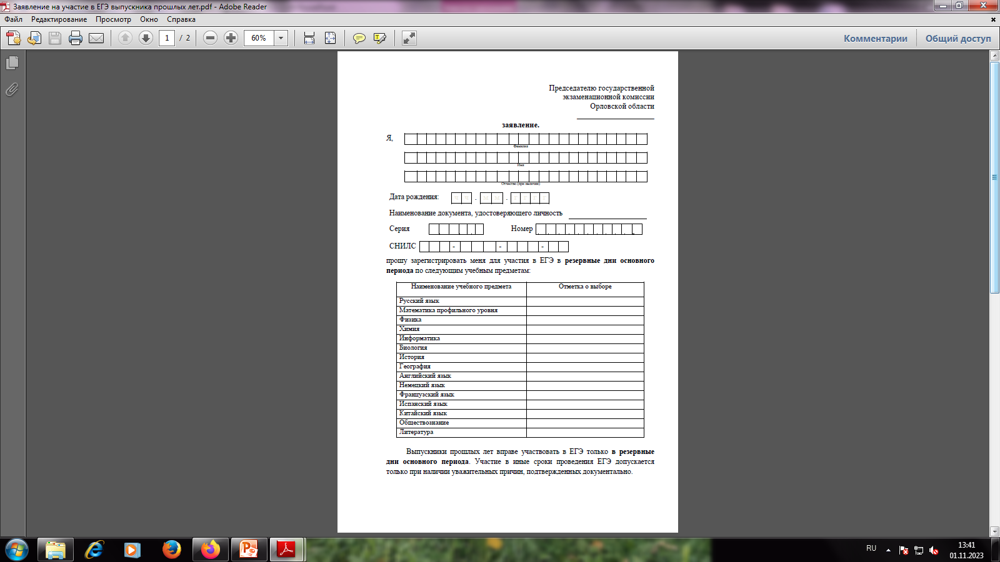 Заявление на участие в ЕГЭ выпускника прошлых лет.pdf - Adobe Reader
Файл Редактирование Просмотр Окно Справка
1 / 2 60% Комментарии Общий доступ
Председателю государственной
экзаменационной комиссии
Орловской области
заявление.
Я,
Фамилия
Имя
Отчество (при наличии)
Дата рождения: ч ч . м м . г г г г
Наименование документа, удостоверяющего личность
Серия Номер
СНИЛС - - -
прошу зарегистрировать меня для участия в ЕГЭ в резервные дни основного
периода по следующим учебным предметам:
Наименование учебного предмета Отметка о выборе
Русский язык
Математика профильного уровня
Физика
Химия
Информатика
Биология
История
География
Английский язык
Немецкий язык
Французский язык
Испанский язык
Китайский язык
Обществознание
Литература
Выпускники прошлых лет вправе участвовать в ЕГЭ только в резервные
дни основного периода. Участие в иные сроки проведения ЕГЭ допускается
только при наличии уважительных причин, подтвержденных документально.
RU 13:41
01.11.2023